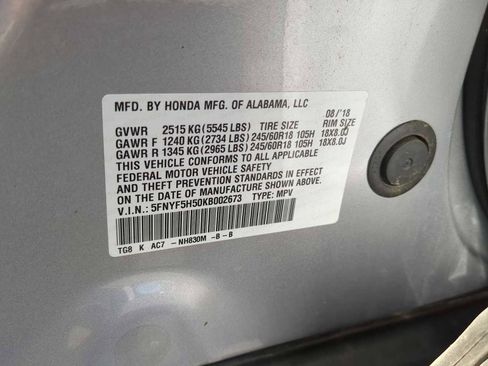 MFD. BY HONDA MFG. OF ALABAMA, LLC 08/'18
GVWR 2515 KG (5545 LBS) TIRE SIZE RIM SIZE
GAWR F 1240 KG (2734 LBS) 245/60R18 105H 18X8.0J
GAWR R 1345 KG (2965 LBS) 245/60R18 105H 18X8.0J
THIS VEHICLE CONFORMS TO ALL APPLICABLE
FEDERAL MOTOR VEHICLE SAFETY
AND THEFT PREVENTION STANDARDS IN EFFECT
ON THE DATE OF MANUFACTURE SHOWN ABOVE.
V.I.N.: 5FNYF5H50KB002673 TYPE: MPV
TG8 K AC7 -NH830M -B -B